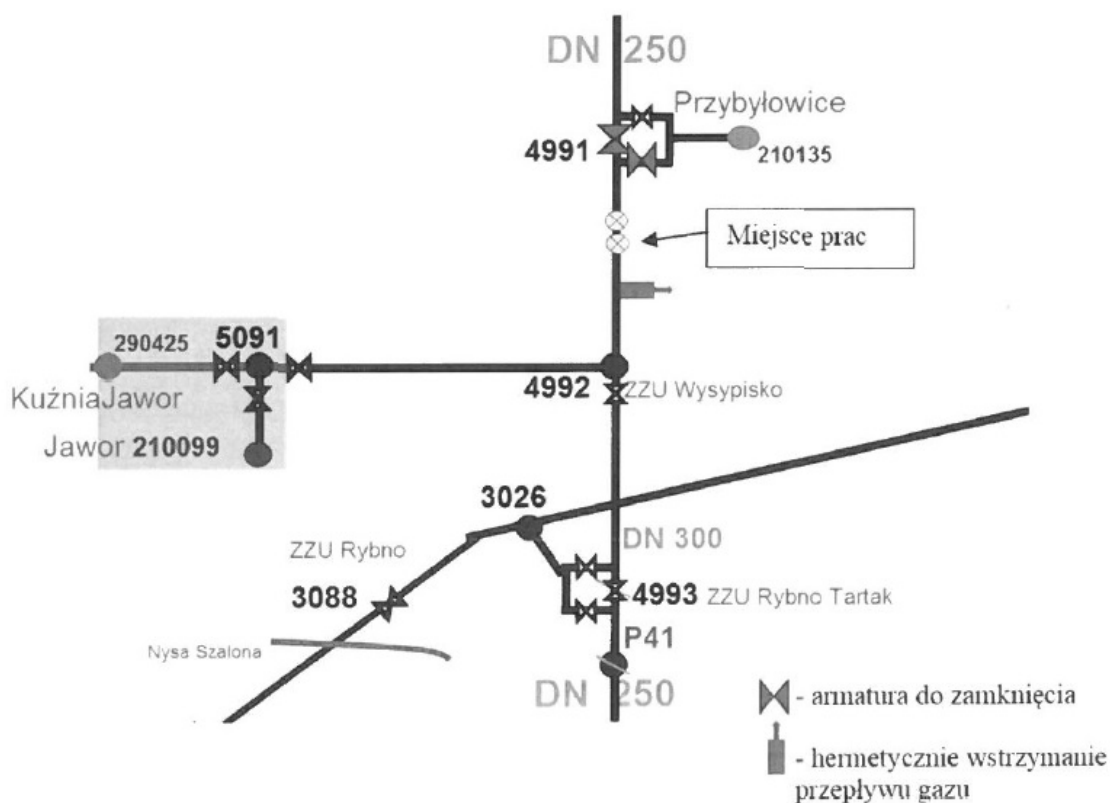 DN 250
Przybyłowice
4991
210135
Miejsce prac
290425
5091
KuźniaJawor
4992
ZZU Wysypisko
Jawor 210099
3026
DN 300
ZZU Rybno
3088
4993 ZZU Rybno Tartak
Nysa Szalona
P41
DN 250
- armatura do zamknięcia
- hermetycznie wstrzymanie
przepływu gazu